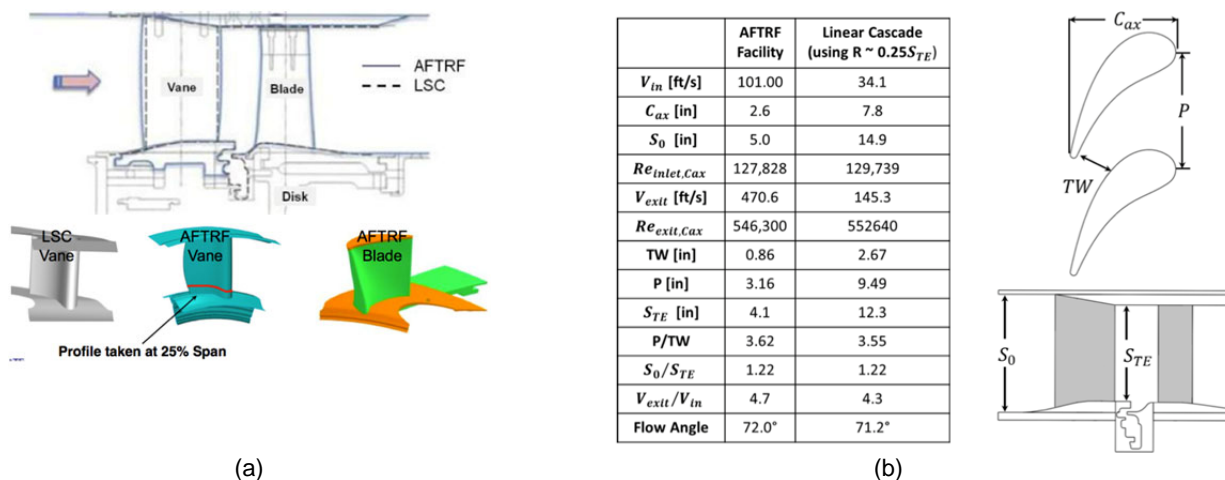 AFTRF
LSC
Vane
Blade
Disk
LSC
Vane
AFTRF
Vane
AFTRF
Blade
Profile taken at 25% Span
(a)
AFTRF Facility Linear Cascade (using R ~ 0.25S_TE)
V_in [ft/s] 101.00 34.1
C_ax [in] 2.6 7.8
S_0 [in] 5.0 14.9
Re_inlet,Cax 127,828 129,739
V_exit [ft/s] 470.6 145.3
Re_exit,Cax 546,300 552640
TW [in] 0.86 2.67
P [in] 3.16 9.49
S_TE [in] 4.1 12.3
P/TW 3.62 3.55
S_0/S_TE 1.22 1.22
V_exit/V_in 4.7 4.3
Flow Angle 72.0° 71.2°
C_ax
P
TW
S_0
S_TE
(b)